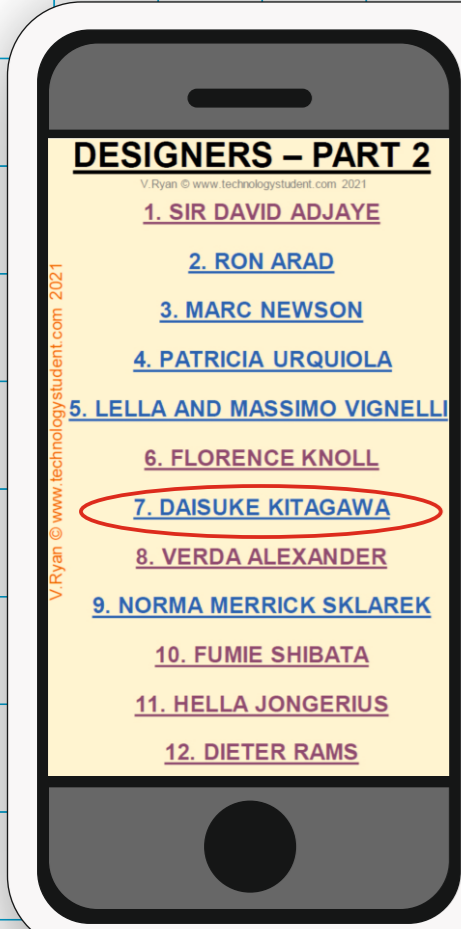 DESIGNERS – PART 2
V.Ryan © www.technologystudent.com 2021
1. SIR DAVID ADJAYE
2. RON ARAD
3. MARC NEWSON
4. PATRICIA URQUIOLA
5. LELLA AND MASSIMO VIGNELLI
6. FLORENCE KNOLL
7. DAISUKE KITAGAWA
8. VERDA ALEXANDER
9. NORMA MERRICK SKLAREK
10. FUMIE SHIBATA
11. HELLA JONGERIUS
12. DIETER RAMS
V.Ryan © www.technologystudent.com 2021